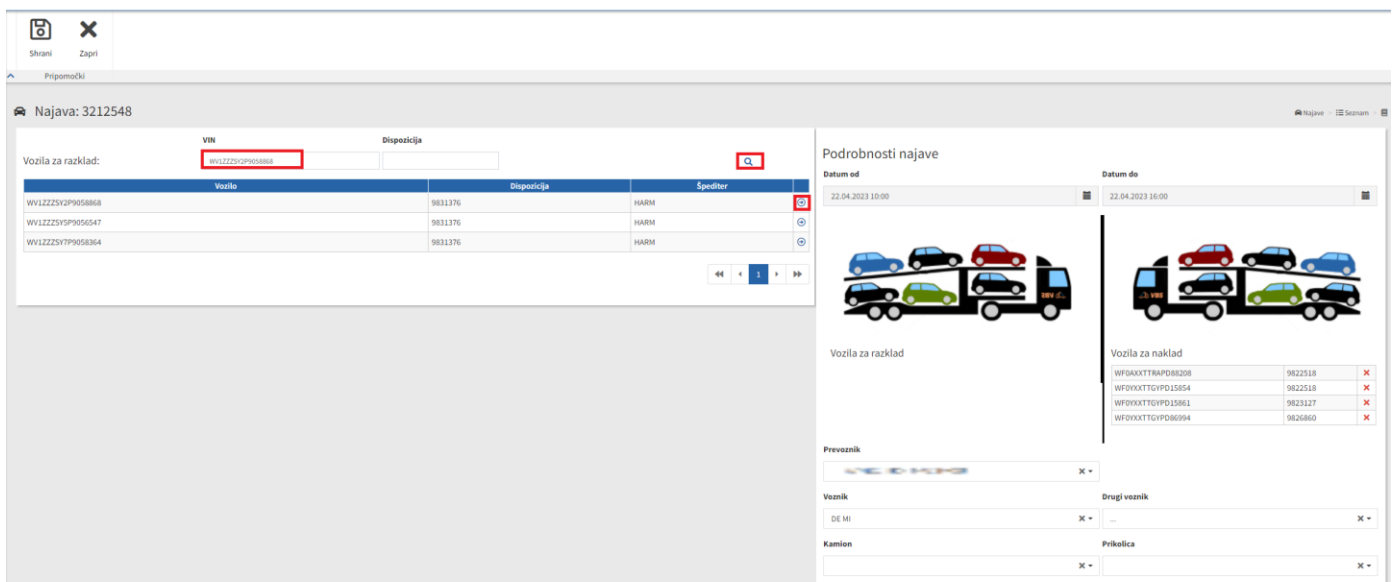 Shrani Zapri
Pripomočki
Najava: 3212548
Najave Seznam
VIN Dispozicija
Vozila za razklad: WV1ZZZSY2P9058868
Vozilo Dispozicija Špediter
WV1ZZZSY2P9058868 9831376 HARM
WV1ZZZSY5P9056547 9831376 HARM
WV1ZZZSY7P9058364 9831376 HARM
1
Podrobnosti najave
Datum od Datum do
22.04.2023 10:00 22.04.2023 16:00
Vozila za razklad Vozila za naklad
WF0AXXTTRAPD88208 9822518
WF0YXXTTGYPD15854 9822518
WF0YXXTTGYPD15861 9823127
WF0YXXTTGYPD86994 9826860
Prevoznik
Voznik Drugi voznik
DE MI ...
Kamion Prikolica